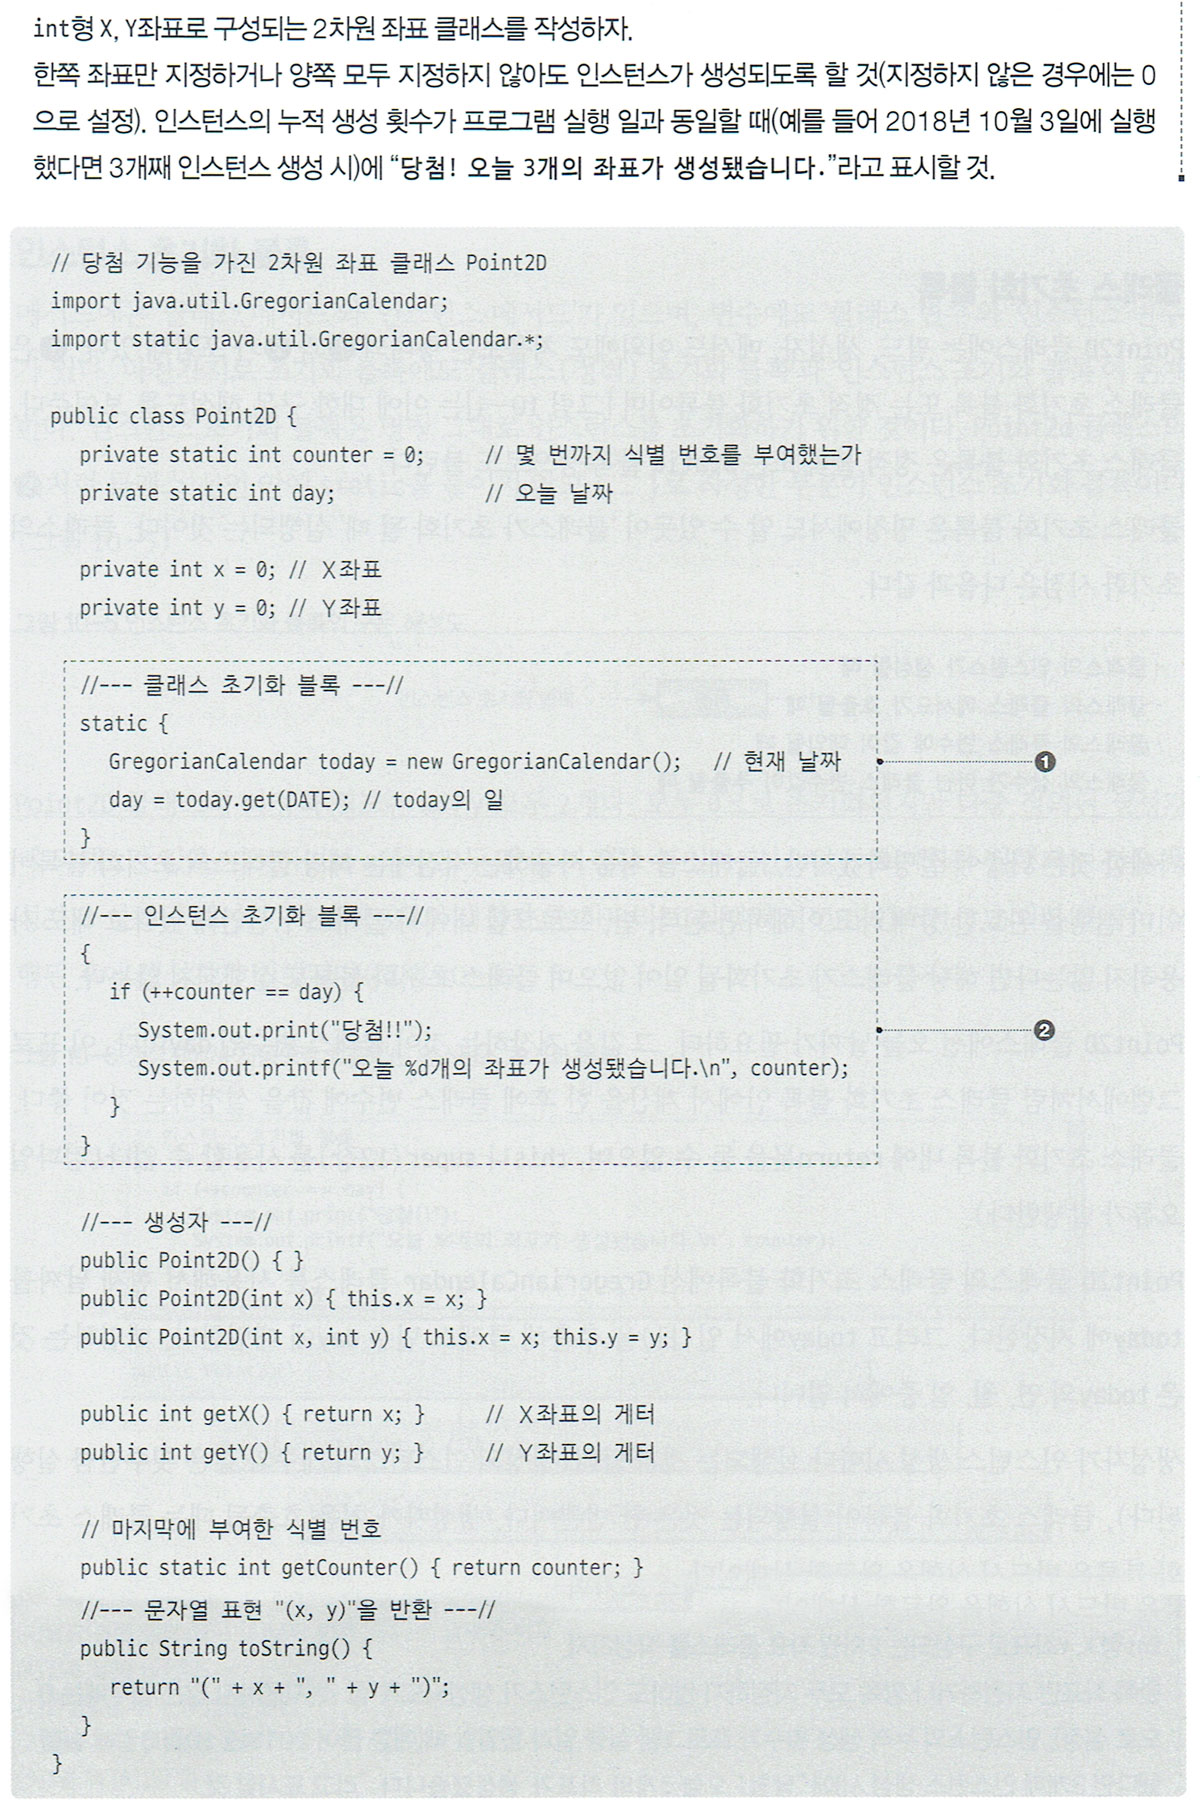 int형 X, Y좌표로 구성되는 2차원 좌표 클래스를 작성하자.
한쪽 좌표만 지정하거나 양쪽 모두 지정하지 않아도 인스턴스가 생성되도록 할 것(지정하지 않은 경우에는 0
으로 설정). 인스턴스의 누적 생성 횟수가 프로그램 실행 일과 동일할 때(예를 들어 2018년 10월 3일에 실행
했다면 3개째 인스턴스 생성 시)에 “당첨! 오늘 3개의 좌표가 생성됐습니다.”라고 표시할 것.
// 당첨 기능을 가진 2차원 좌표 클래스 Point2D
import java.util.GregorianCalendar;
import static java.util.GregorianCalendar.*;
public class Point2D {
private static int counter = 0; // 몇 번까지 식별 번호를 부여했는가
private static int day; // 오늘 날짜
private int x = 0; // X좌표
private int y = 0; // Y좌표
//--- 클래스 초기화 블록 ---//
static {
GregorianCalendar today = new GregorianCalendar(); // 현재 날짜 ❶
day = today.get(DATE); // today의 일
}
//--- 인스턴스 초기화 블록 ---//
{
if (++counter == day) {
System.out.print("당첨!!"); ❷
System.out.printf("오늘 %d개의 좌표가 생성됐습니다.\n", counter);
}
}
//--- 생성자 ---//
public Point2D() { }
public Point2D(int x) { this.x = x; }
public Point2D(int x, int y) { this.x = x; this.y = y; }
public int getX() { return x; } // X좌표의 게터
public int getY() { return y; } // Y좌표의 게터
// 마지막에 부여한 식별 번호
public static int getCounter() { return counter; }
//--- 문자열 표현 "(x, y)"을 반환 ---//
public String toString() {
return "(" + x + ", " + y + ")";
}
}